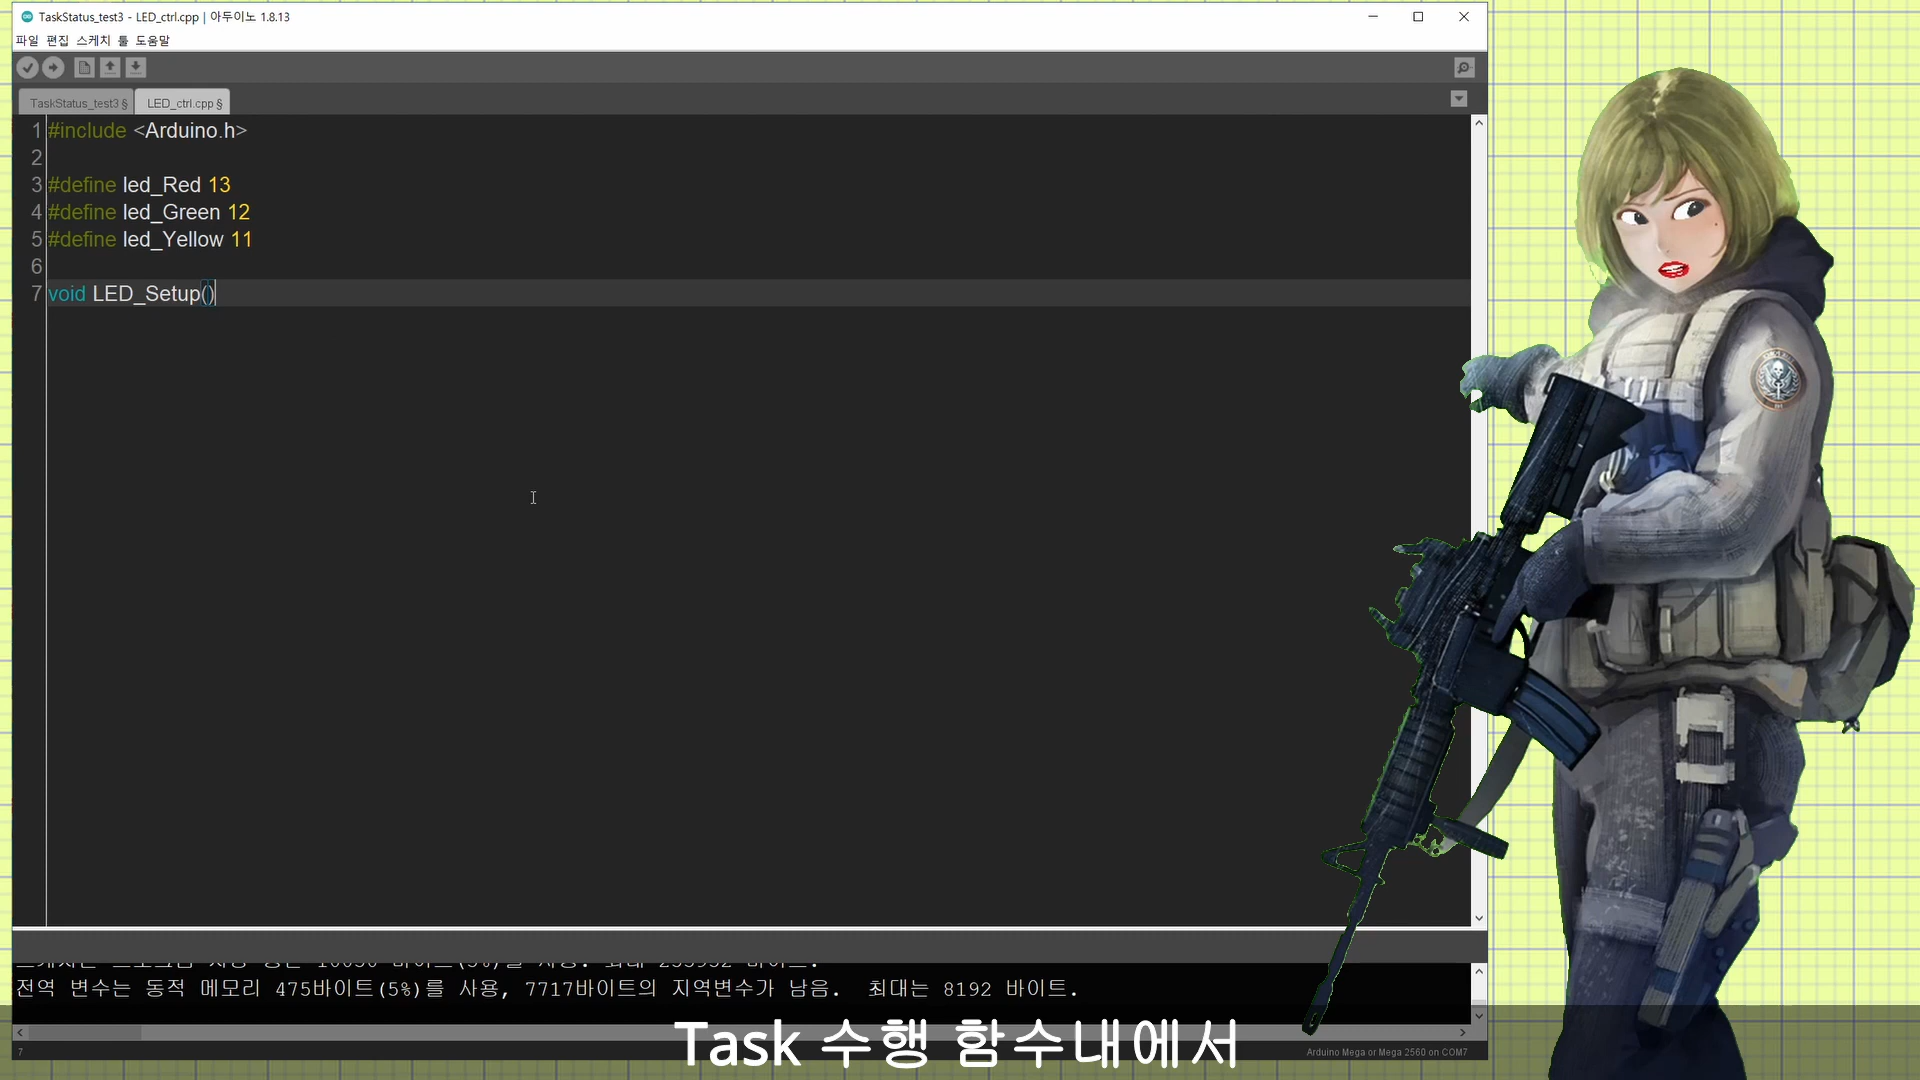 TaskStatus_test3 - LED_ctrl.cpp | 아두이노 1.8.13
파일 편집 스케치 툴 도움말
TaskStatus_test3 § LED_ctrl.cpp §
1 #include <Arduino.h>
2
3 #define led_Red 13
4 #define led_Green 12
5 #define led_Yellow 11
6
7 void LED_Setup()
전역 변수는 동적 메모리 475바이트(5%)를 사용, 7717바이트의 지역변수가 남음.  최대는 8192 바이트.
Task 수행 함수내에서
7 Arduino Mega or Mega 2560 on COM7